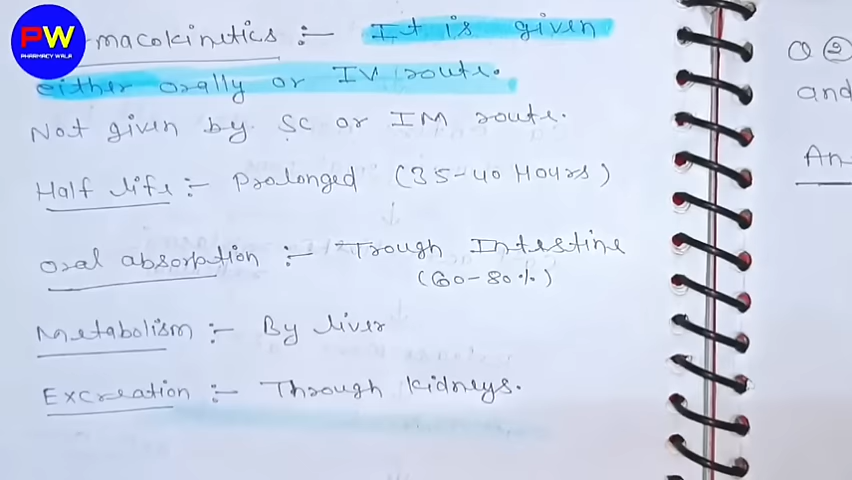 PW
PHARMACY WALA
macokinetics :- It is given
either orally or IV route.
Not given by SC or IM route.
Half life :- Prolonged (35-40 Hours)
Oral absorption :- Trough Intestine
(60-80%)
Metabolism :- By liver
Excreation :- Through kidneys.
Q 2
and
An